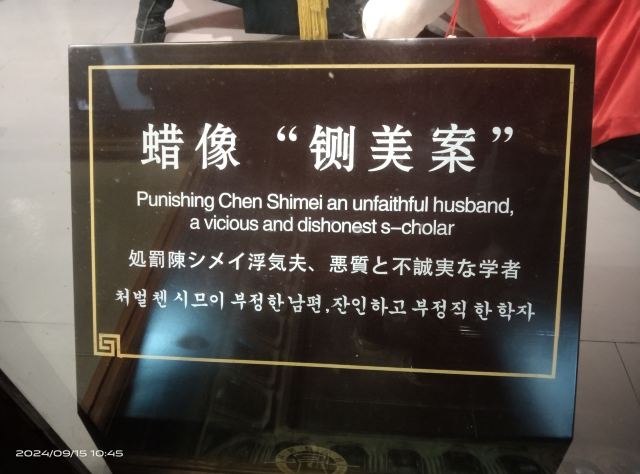 蜡像“铡美案”
Punishing Chen Shimei an unfaithful husband,
a vicious and dishonest s-cholar
処罰陳シメイ浮気夫、悪質と不誠実な学者
처벌 첸 시므이 부정한 남편,잔인하고 부정직 한 학자
2024/09/15 10:45